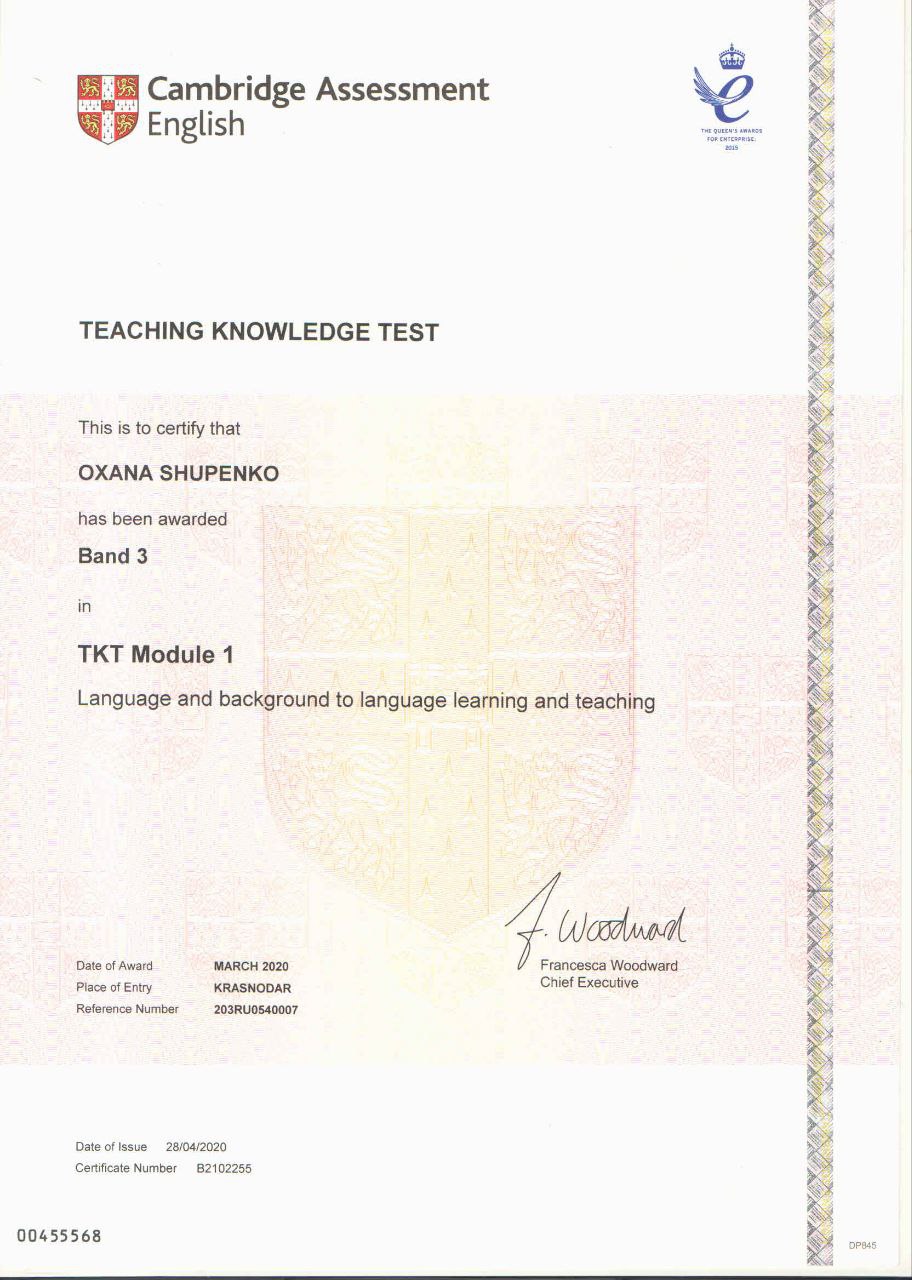 Cambridge Assessment
English
THE QUEEN'S AWARDS
FOR ENTERPRISE:
2015
TEACHING KNOWLEDGE TEST
This is to certify that
OXANA SHUPENKO
has been awarded
Band 3
in
TKT Module 1
Language and background to language learning and teaching
F. Woodward
Francesca Woodward
Chief Executive
Date of Award MARCH 2020
Place of Entry KRASNODAR
Reference Number 203RU0540007
Date of Issue 28/04/2020
Certificate Number B2102255
00455568
DP845